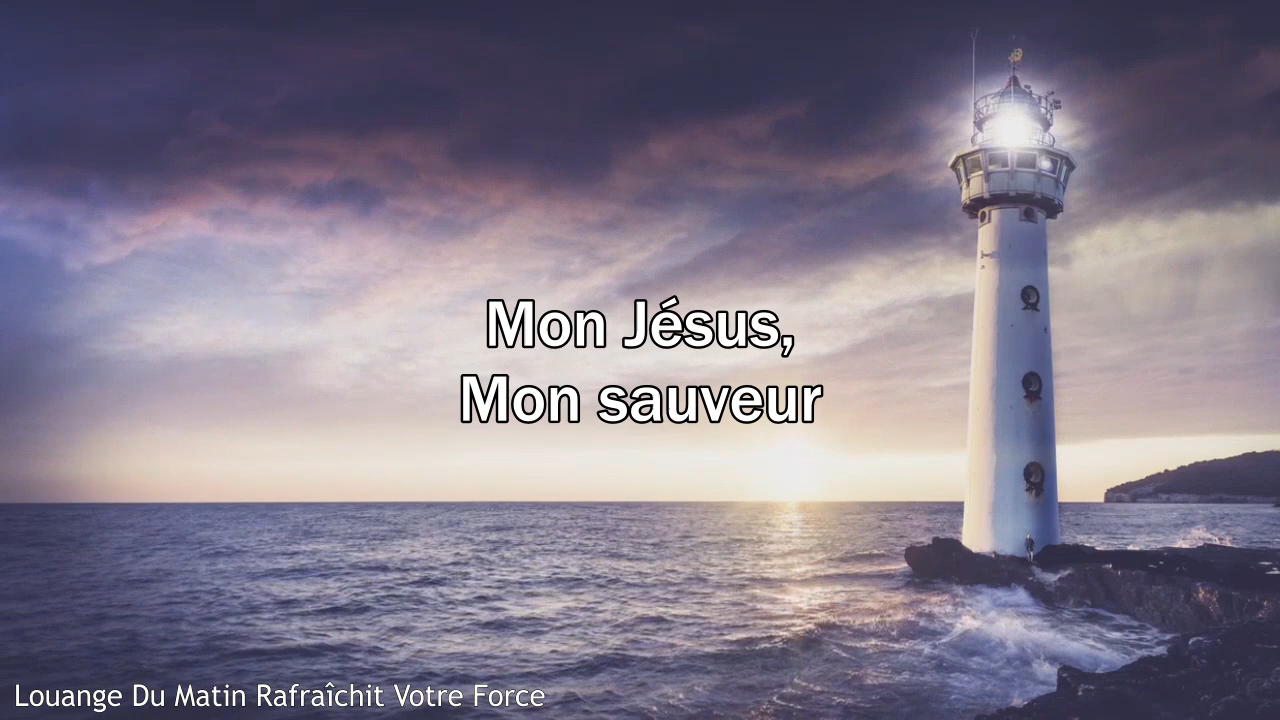 Mon Jésus,
Mon sauveur
Louange Du Matin Rafraîchit Votre Force